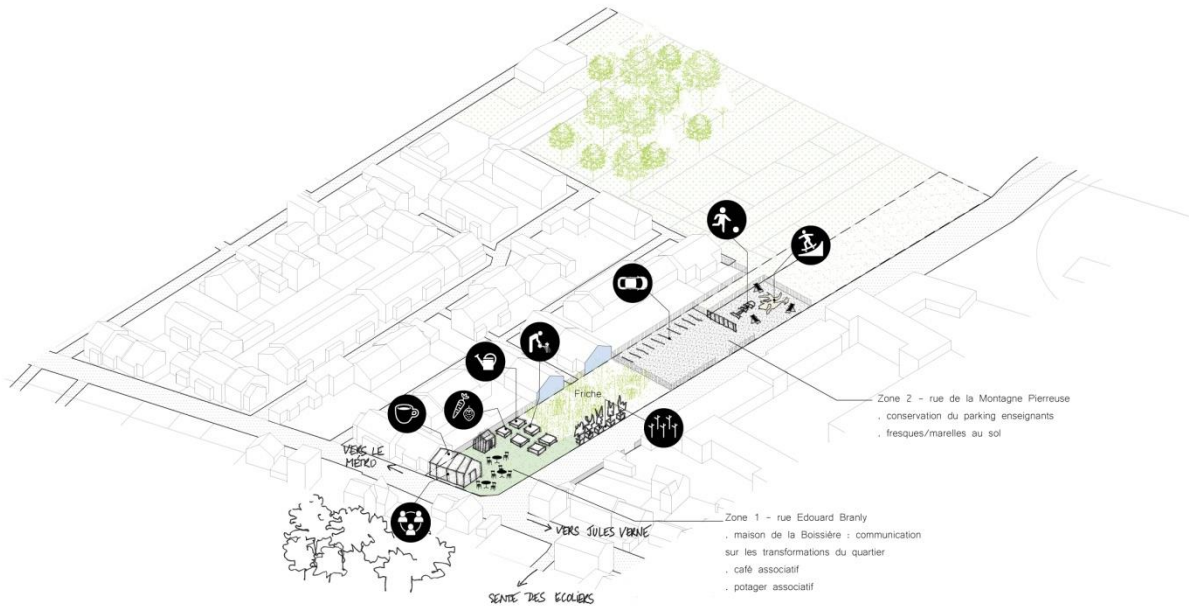 Friche
Zone 2 - rue de la Montagne Pierreuse
. conservation du parking enseignants
. fresques/marelles au sol
VERS LE
MÉTRO
Zone 1 - rue Edouard Branly
. maison de la Boissière : communication
sur les transformations du quartier
. café associatif
. potager associatif
VERS JULES VERNE
SENTE DES ECOLIERS